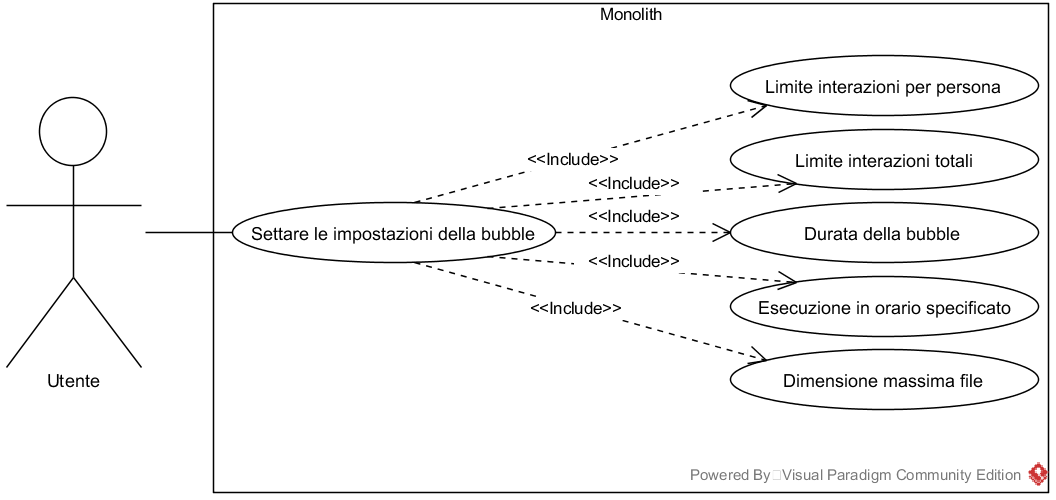 Monolith
Limite interazioni per persona
<<Include>>
Limite interazioni totali
<<Include>>
<<Include>>
Settare le impostazioni della bubble
Durata della bubble
<<Include>>
Esecuzione in orario specificato
<<Include>>
Utente
Dimensione massima file
Powered By Visual Paradigm Community Edition